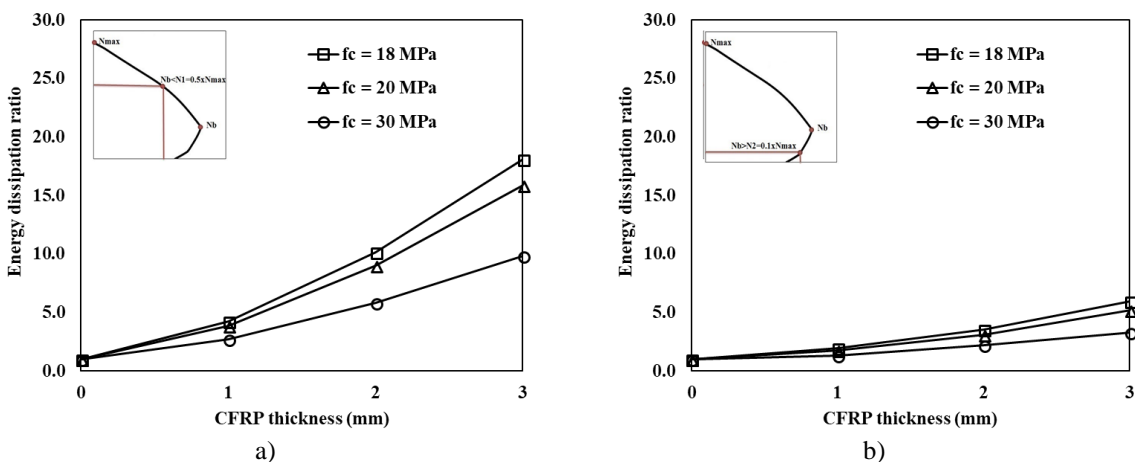 30.0
25.0
20.0
15.0
10.0
5.0
0.0
Energy dissipation ratio
Nmax
Nb<N1=0.5xNmax
Nb
fc = 18 MPa
fc = 20 MPa
fc = 30 MPa
0 1 2 3
CFRP thickness (mm)
a)
30.0
25.0
20.0
15.0
10.0
5.0
0.0
Energy dissipation ratio
Nmax
Nb
Nb>N2=0.1xNmax
fc = 18 MPa
fc = 20 MPa
fc = 30 MPa
0 1 2 3
CFRP thickness (mm)
b)